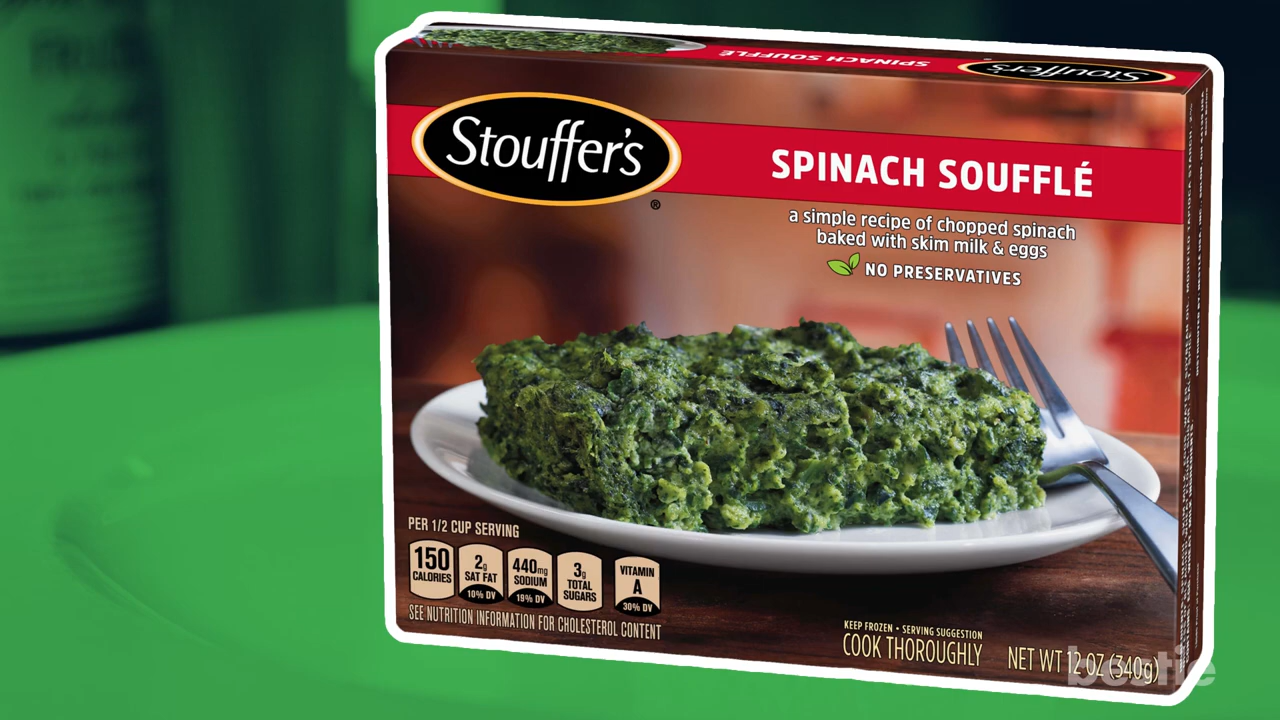 SPINACH SOUFFLÉ
Stouffer's
Stouffer's
®
SPINACH SOUFFLÉ
a simple recipe of chopped spinach
baked with skim milk & eggs
NO PRESERVATIVES
PER 1/2 CUP SERVING
150 CALORIES
2g SAT FAT 10% DV
440mg SODIUM 19% DV
3g TOTAL SUGARS
VITAMIN A 30% DV
SEE NUTRITION INFORMATION FOR CHOLESTEROL CONTENT
KEEP FROZEN • SERVING SUGGESTION
COOK THOROUGHLY
NET WT 12 OZ (340g)
bestie